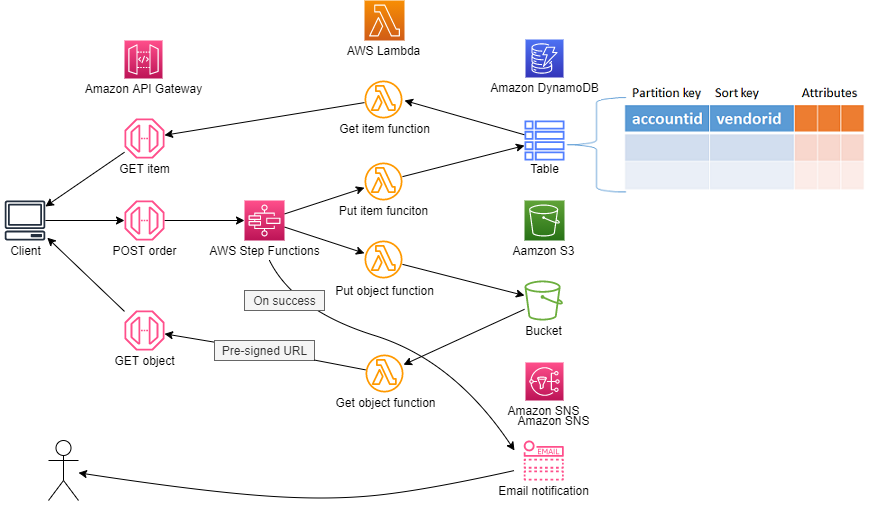 AWS Lambda
Amazon API Gateway
Amazon DynamoDB
Partition key Sort key Attributes
accountid vendorid
Get item function
GET item
Table
Put item funciton
Client
POST order
AWS Step Functions
Aamzon S3
Put object function
On success
Bucket
Pre-signed URL
GET object
Get object function
Amazon SNS
Amazon SNS
EMAIL
Email notification